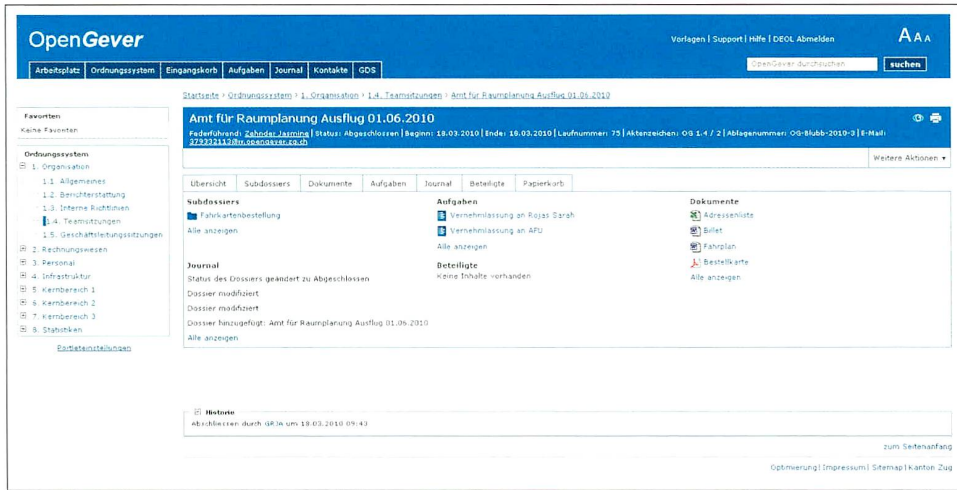 OpenGever
Vorlagen | Support | Hilfe | DEOL Abmelden
A A A
OpenGever durchsuchen
suchen
Arbeitsplatz Ordnungssystem Eingangskorb Aufgaben Journal Kontakte GDS
Startseite › Ordnungssystem › 1. Organisation › 1.4. Teamsitzungen › Amt für Raumplanung Ausflug 01.06.2010
Favoriten
Keine Favoriten
Ordnungssystem
1. Organisation
1.1. Allgemeines
1.2. Berichterstattung
1.3. Interne Richtlinien
1.4. Teamsitzungen
1.5. Geschäftsleitungssitzungen
2. Rechnungswesen
3. Personal
4. Infrastruktur
5. Kernbereich 1
6. Kernbereich 2
7. Kernbereich 3
8. Statistiken
Portleteinstellungen
Amt für Raumplanung Ausflug 01.06.2010
Federführend: Zahnder Jasmine | Status: Abgeschlossen | Beginn: 18.03.2010 | Ende: 18.03.2010 | Laufnummer: 75 | Aktenzeichen: OG 1.4 / 2 | Ablagenummer: OG-Blubb-2010-3 | E-Mail:
379332113@rr.opengever.zg.ch
Weitere Aktionen
Übersicht Subdossiers Dokumente Aufgaben Journal Beteiligte Papierkorb
Subdossiers
Fahrkartenbestellung
Alle anzeigen
Aufgaben
Vernehmlassung an Rojas Sarah
Vernehmlassung an AFU
Alle anzeigen
Dokumente
Adressenliste
Billet
Fahrplan
Bestellkarte
Alle anzeigen
Journal
Status des Dossiers geändert zu Abgeschlossen
Dossier modifiziert
Dossier modifiziert
Dossier hinzugefügt: Amt für Raumplanung Ausflug 01.06.2010
Alle anzeigen
Beteiligte
Keine Inhalte vorhanden
Historie
Abschliessen durch GRJA um 18.03.2010 09:43
zum Seitenanfang
Optimierung | Impressum | Sitemap | Kanton Zug